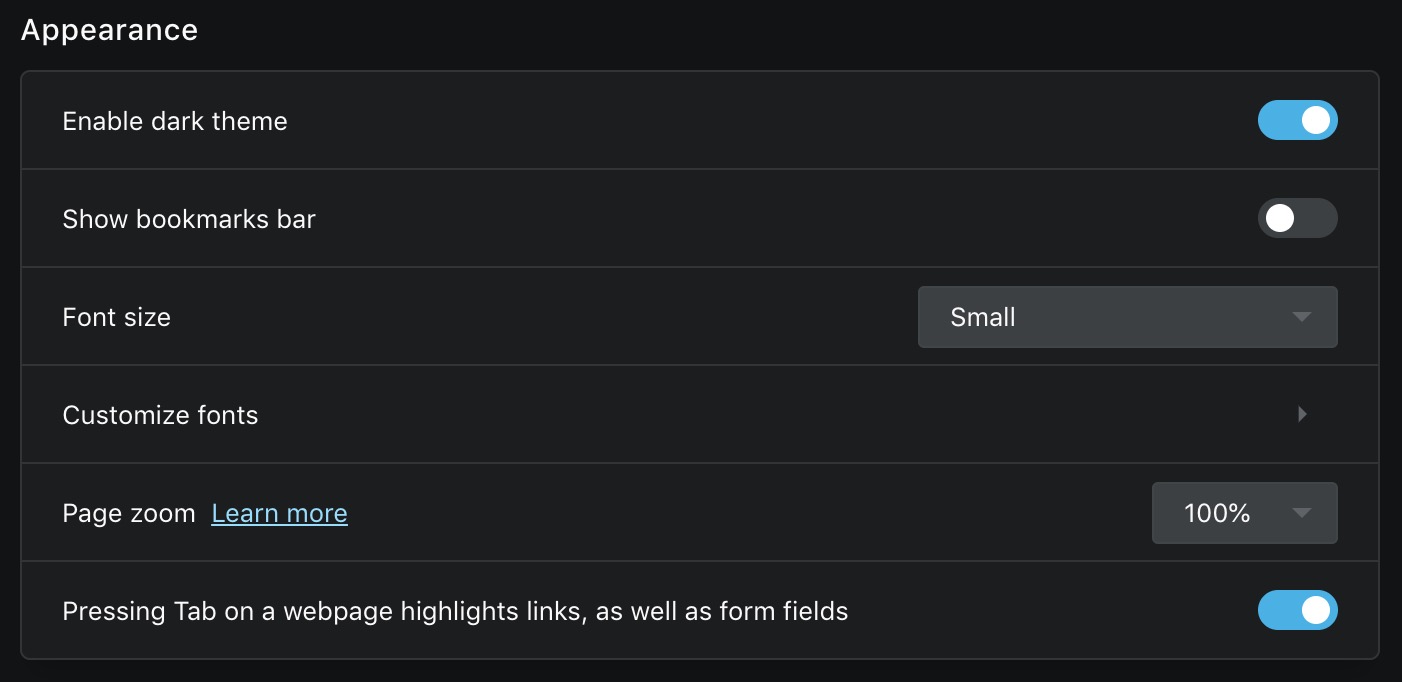 Appearance
Enable dark theme
Show bookmarks bar
Font size Small
Customize fonts
Page zoom Learn more 100%
Pressing Tab on a webpage highlights links, as well as form fields